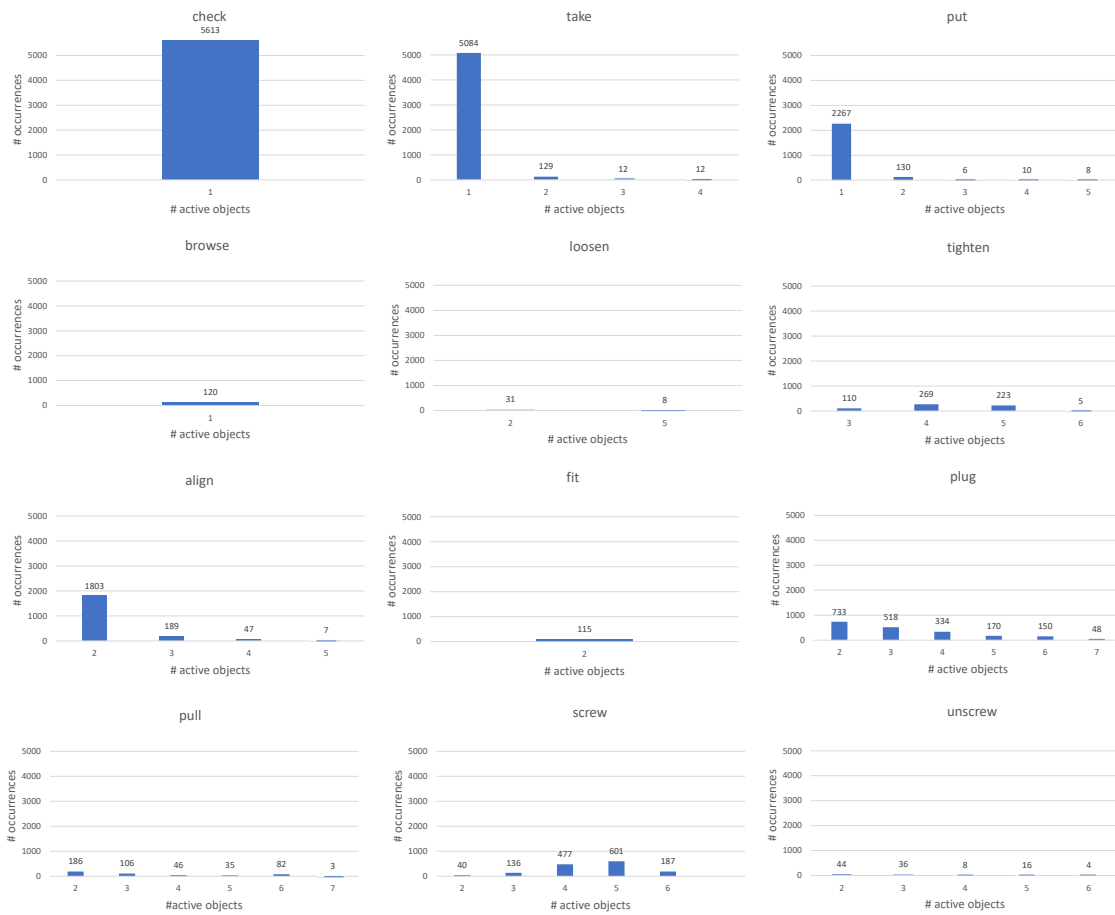 check
5613
5000
4000
3000
2000
1000
0
# occurrences
1
# active objects
take
5084
129
12
12
5000
4000
3000
2000
1000
0
# occurrences
1 2 3 4
# active objects
put
2267
130
6
10
8
5000
4000
3000
2000
1000
0
# occurrences
1 2 3 4 5
# active objects
browse
120
5000
4000
3000
2000
1000
0
# occurrences
1
# active objects
loosen
31
8
5000
4000
3000
2000
1000
0
# occurrences
2 5
# active objects
tighten
110
269
223
5
5000
4000
3000
2000
1000
0
# occurrences
3 4 5 6
# active objects
align
1803
189
47
7
5000
4000
3000
2000
1000
0
# occurrences
2 3 4 5
# active objects
fit
115
5000
4000
3000
2000
1000
0
# occurrences
2
# active objects
plug
733
518
334
170
150
48
5000
4000
3000
2000
1000
0
# occurrences
2 3 4 5 6 7
# active objects
pull
186
106
46
35
82
3
5000
4000
3000
2000
1000
0
# occurrences
2 3 4 5 6 7
#active objects
screw
40
136
477
601
187
5000
4000
3000
2000
1000
0
# occurrences
2 3 4 5 6
# active objects
unscrew
44
36
8
16
4
5000
4000
3000
2000
1000
0
# occurrences
2 3 4 5 6
# active objects